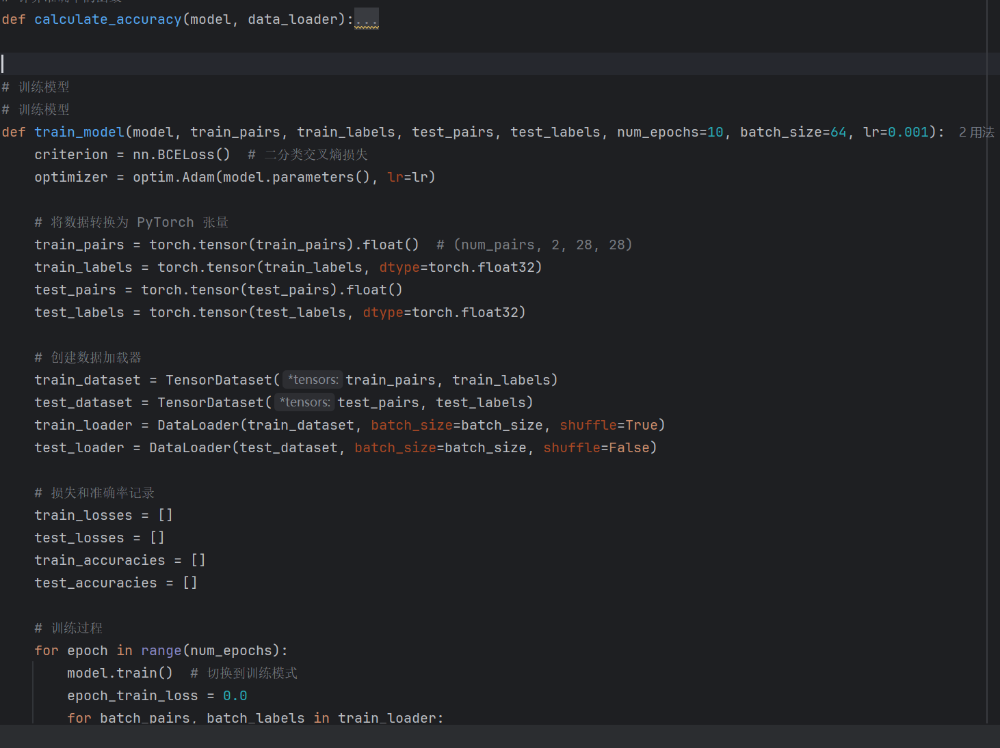 def calculate_accuracy(model, data_loader):...
# 训练模型
# 训练模型
def train_model(model, train_pairs, train_labels, test_pairs, test_labels, num_epochs=10, batch_size=64, lr=0.001): 2 用法
    criterion = nn.BCELoss()  # 二分类交叉熵损失
    optimizer = optim.Adam(model.parameters(), lr=lr)
    # 将数据转换为 PyTorch 张量
    train_pairs = torch.tensor(train_pairs).float()  # (num_pairs, 2, 28, 28)
    train_labels = torch.tensor(train_labels, dtype=torch.float32)
    test_pairs = torch.tensor(test_pairs).float()
    test_labels = torch.tensor(test_labels, dtype=torch.float32)
    # 创建数据加载器
    train_dataset = TensorDataset( *tensors: train_pairs, train_labels)
    test_dataset = TensorDataset( *tensors: test_pairs, test_labels)
    train_loader = DataLoader(train_dataset, batch_size=batch_size, shuffle=True)
    test_loader = DataLoader(test_dataset, batch_size=batch_size, shuffle=False)
    # 损失和准确率记录
    train_losses = []
    test_losses = []
    train_accuracies = []
    test_accuracies = []
    # 训练过程
    for epoch in range(num_epochs):
        model.train()  # 切换到训练模式
        epoch_train_loss = 0.0
        for batch_pairs, batch_labels in train_loader: